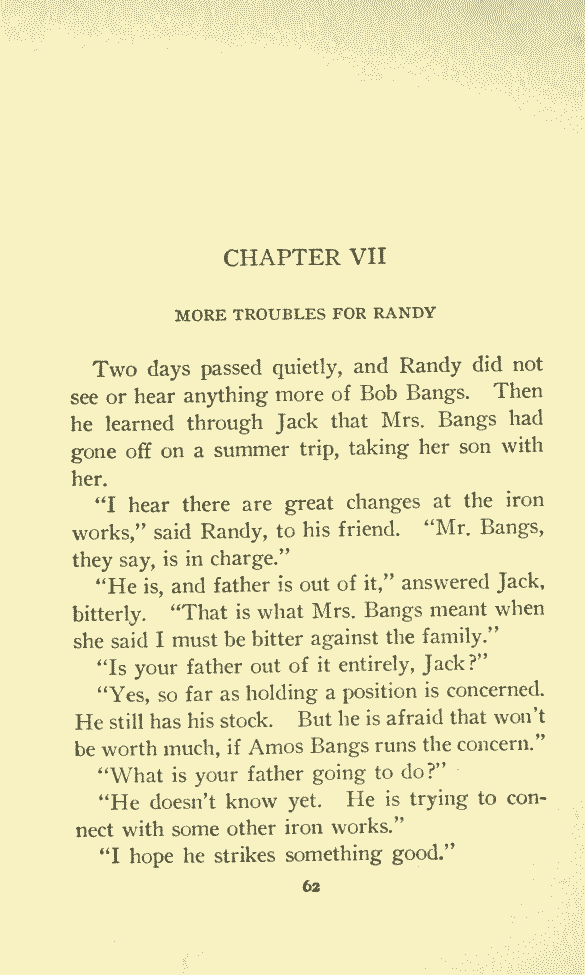 CHAPTER VII
MORE TROUBLES FOR RANDY
Two days passed quietly, and Randy did not
see or hear anything more of Bob Bangs. Then
he learned through Jack that Mrs. Bangs had
gone off on a summer trip, taking her son with
her.
“I hear there are great changes at the iron
works,” said Randy, to his friend. “Mr. Bangs,
they say, is in charge.”
“He is, and father is out of it,” answered Jack,
bitterly. “That is what Mrs. Bangs meant when
she said I must be bitter against the family.”
“Is your father out of it entirely, Jack?”
“Yes, so far as holding a position is concerned.
He still has his stock. But he is afraid that won’t
be worth much, if Amos Bangs runs the concern.”
“What is your father going to do?”
“He doesn’t know yet. He is trying to con-
nect with some other iron works.”
“I hope he strikes something good.”
62